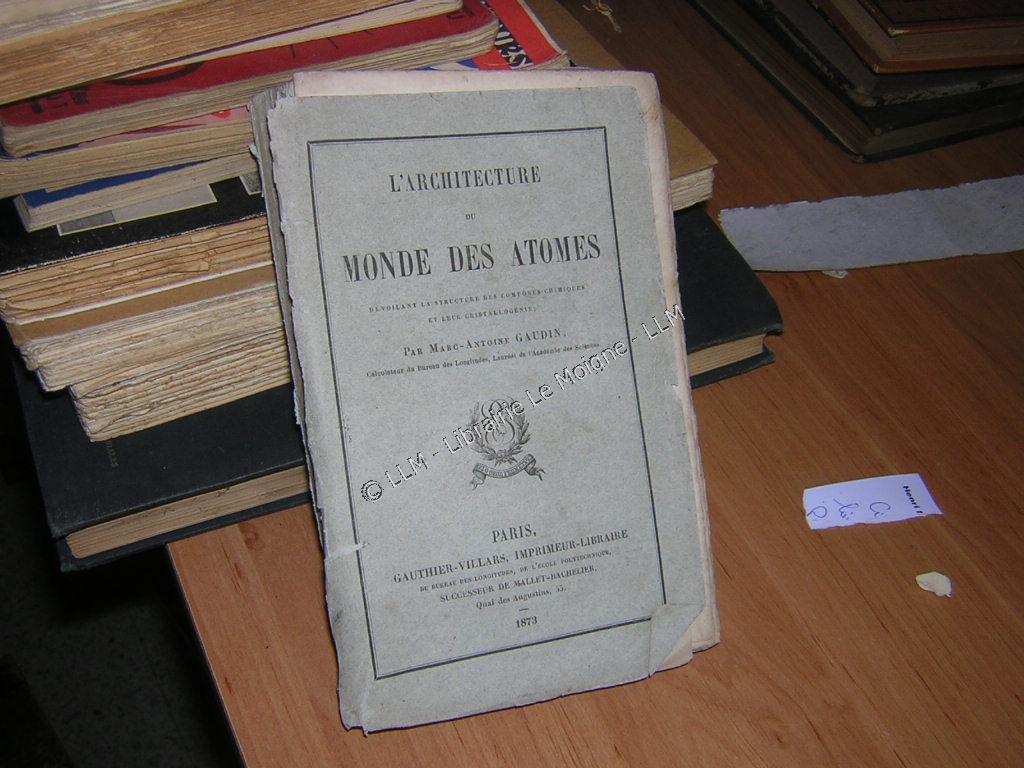 L'ARCHITECTURE
DU
MONDE DES ATOMES
DÉVOILANT LA STRUCTURE DES COMPOSÉS CHIMIQUES
ET LEUR CRISTALLOGÉNIE;
PAR MARC-ANTOINE GAUDIN,
Calculateur du Bureau des Longitudes, Lauréat de l'Académie des Sciences.
© LLM - Librairie Le Moigne - LLM
PARIS,
GAUTHIER-VILLARS, IMPRIMEUR-LIBRAIRE
DU BUREAU DES LONGITUDES, DE L'ÉCOLE POLYTECHNIQUE,
SUCCESSEUR DE MALLET-BACHELIER,
Quai des Augustins, 55.
1873
Henri